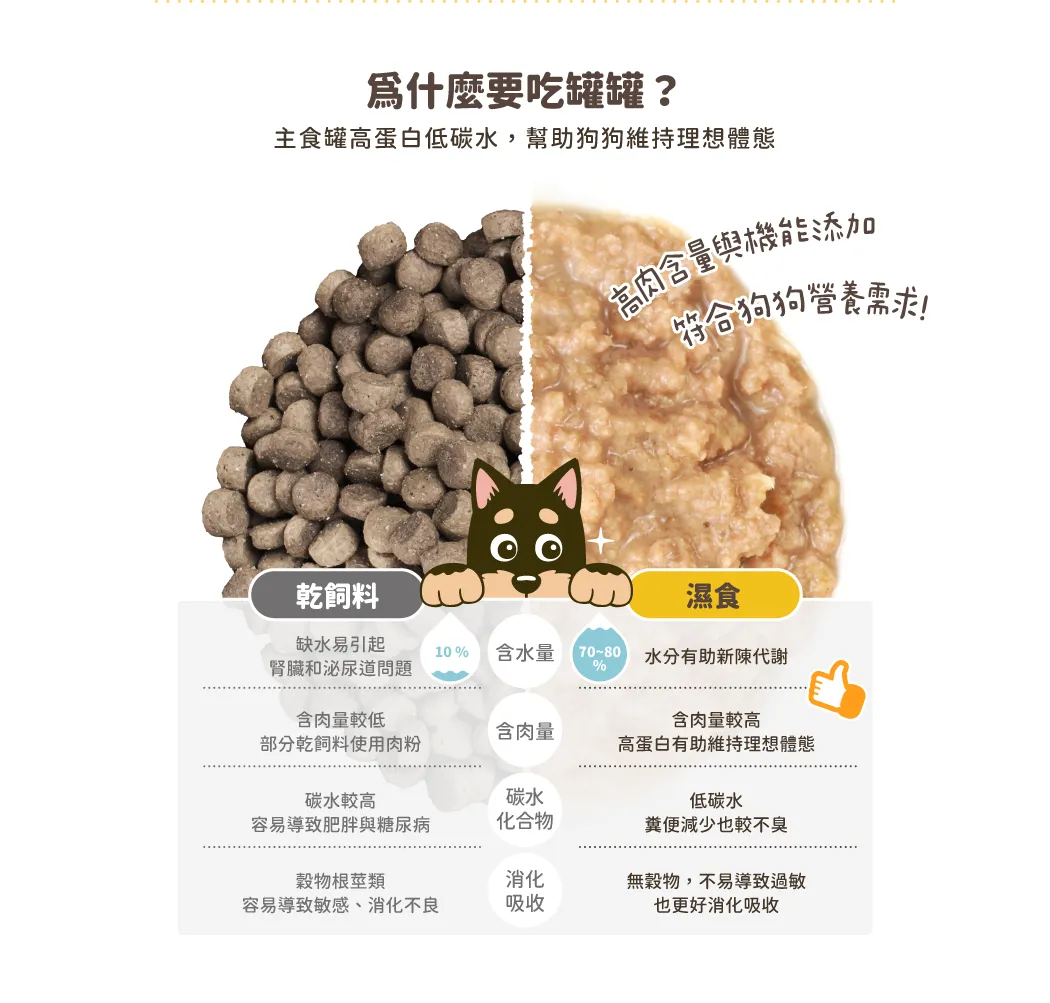 為什麼要吃罐罐？
主食罐高蛋白低碳水，幫助狗狗維持理想體態
高肉含量與機能添加
符合狗狗營養需求!
乾飼料
濕食
缺水易引起
腎臟和泌尿道問題
10 %
含水量
70~80
%
水分有助新陳代謝
含肉量較低
部分乾飼料使用肉粉
含肉量
含肉量較高
高蛋白有助維持理想體態
碳水較高
容易導致肥胖與糖尿病
碳水
化合物
低碳水
糞便減少也較不臭
穀物根莖類
容易導致敏感、消化不良
消化
吸收
無穀物，不易導致過敏
也更好消化吸收